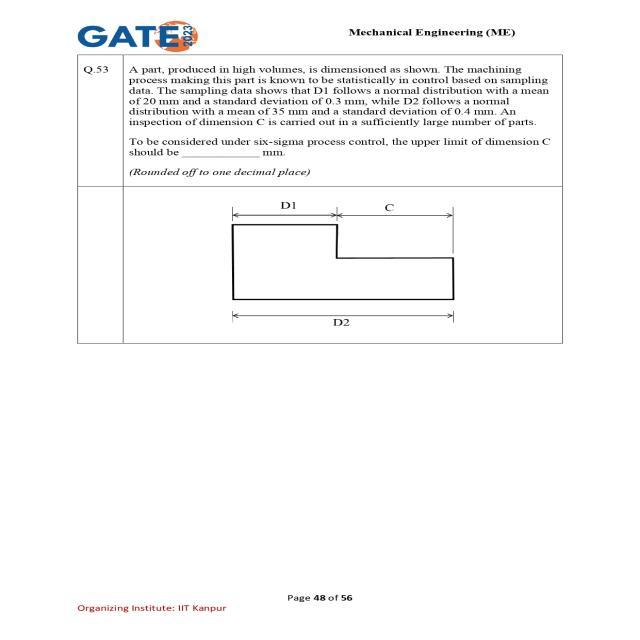 GATE 2023
Mechanical Engineering (ME)
Q.53
A part, produced in high volumes, is dimensioned as shown. The machining
process making this part is known to be statistically in control based on sampling
data. The sampling data shows that D1 follows a normal distribution with a mean
of 20 mm and a standard deviation of 0.3 mm, while D2 follows a normal
distribution with a mean of 35 mm and a standard deviation of 0.4 mm. An
inspection of dimension C is carried out in a sufficiently large number of parts.
To be considered under six-sigma process control, the upper limit of dimension C
should be _____________ mm.
(Rounded off to one decimal place)
D1
C
D2
Page 48 of 56
Organizing Institute: IIT Kanpur